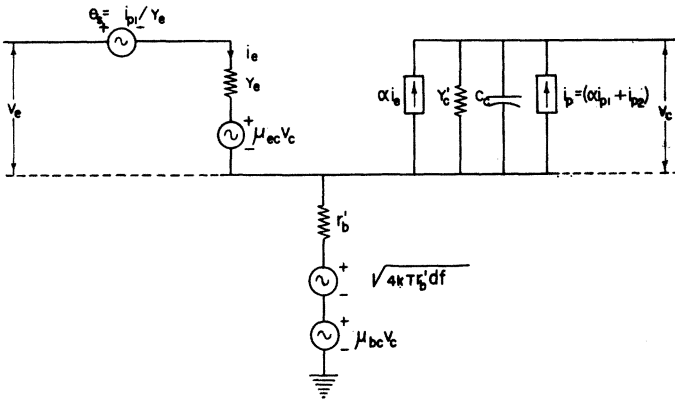 e_s = i_p1/Y_e
+ -
i_e
V_e
Y_e
+
μ_ec V_c
-
αi_e
Y_c'
C_c
i_p=(αi_p1+i_p2)
V_c
r_b'
+
-
√4kTr_b'df
+
μ_bc V_c
-